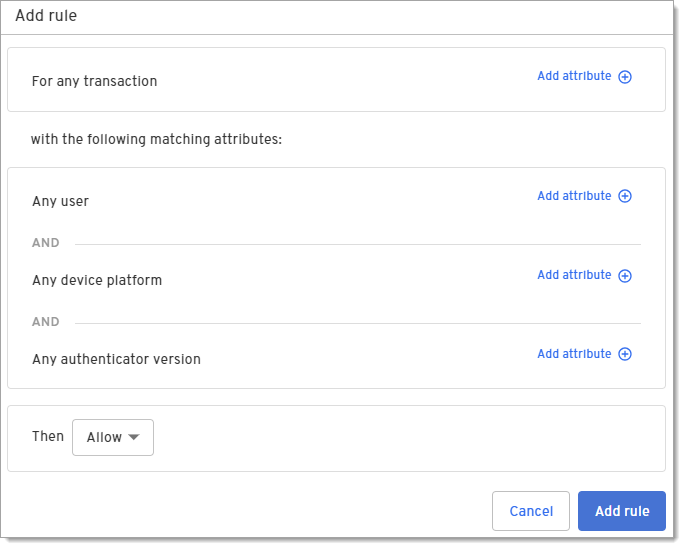 Add rule
For any transaction
Add attribute
with the following matching attributes:
Any user
Add attribute
AND
Any device platform
Add attribute
AND
Any authenticator version
Add attribute
Then
Allow
Cancel
Add rule